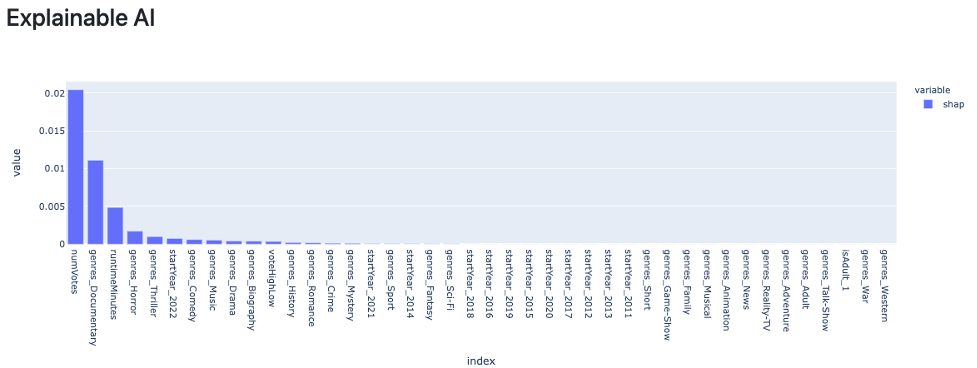 Explainable AI
variable
shap
value
0.02
0.015
0.01
0.005
0
numVotes
genres_Documentary
runtimeMinutes
genres_Horror
genres_Thriller
startYear_2022
genres_Comedy
genres_Music
genres_Drama
genres_Biography
voteHighLow
genres_History
genres_Romance
genres_Crime
genres_Mystery
startYear_2021
genres_Sport
startYear_2014
genres_Fantasy
genres_Sci-Fi
startYear_2018
startYear_2016
startYear_2019
startYear_2015
startYear_2020
startYear_2017
startYear_2012
startYear_2013
startYear_2011
genres_Short
genres_Game-Show
genres_Family
genres_Musical
genres_Animation
genres_News
genres_Reality-TV
genres_Adventure
genres_Adult
genres_Talk-Show
isAdult_1
genres_War
genres_Western
index